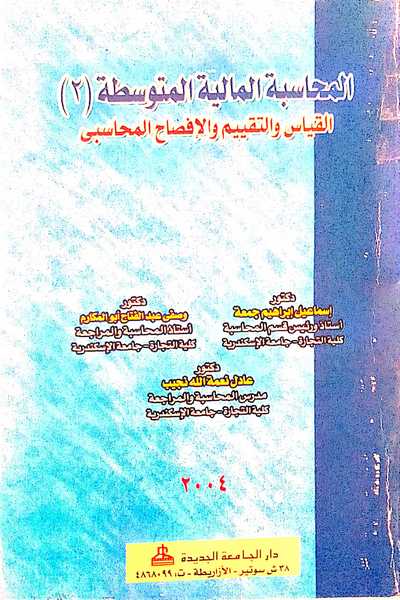 المحاسبة المالية المتوسطة (٢)
القياس والتقييم والإفصاح المحاسبى
دكتور
إسماعيل إبراهيم جمعة
أستاذ ورئيس قسم المحاسبة
كلية التجارة - جامعة الإسكندرية
دكتور
وصفى عبد الفتاح أبو المكارم
أستاذ المحاسبة والمراجعة
كلية التجارة - جامعة الإسكندرية
دكتور
عادل نعمة الله نجيب
مدرس المحاسبة والمراجعة
كلية التجارة - جامعة الإسكندرية
٢٠٠٤
دار الجامعة الجديدة
٣٨ ش سوتير - الأزاريطة - ت: ٤٨٦٨٠٩٩